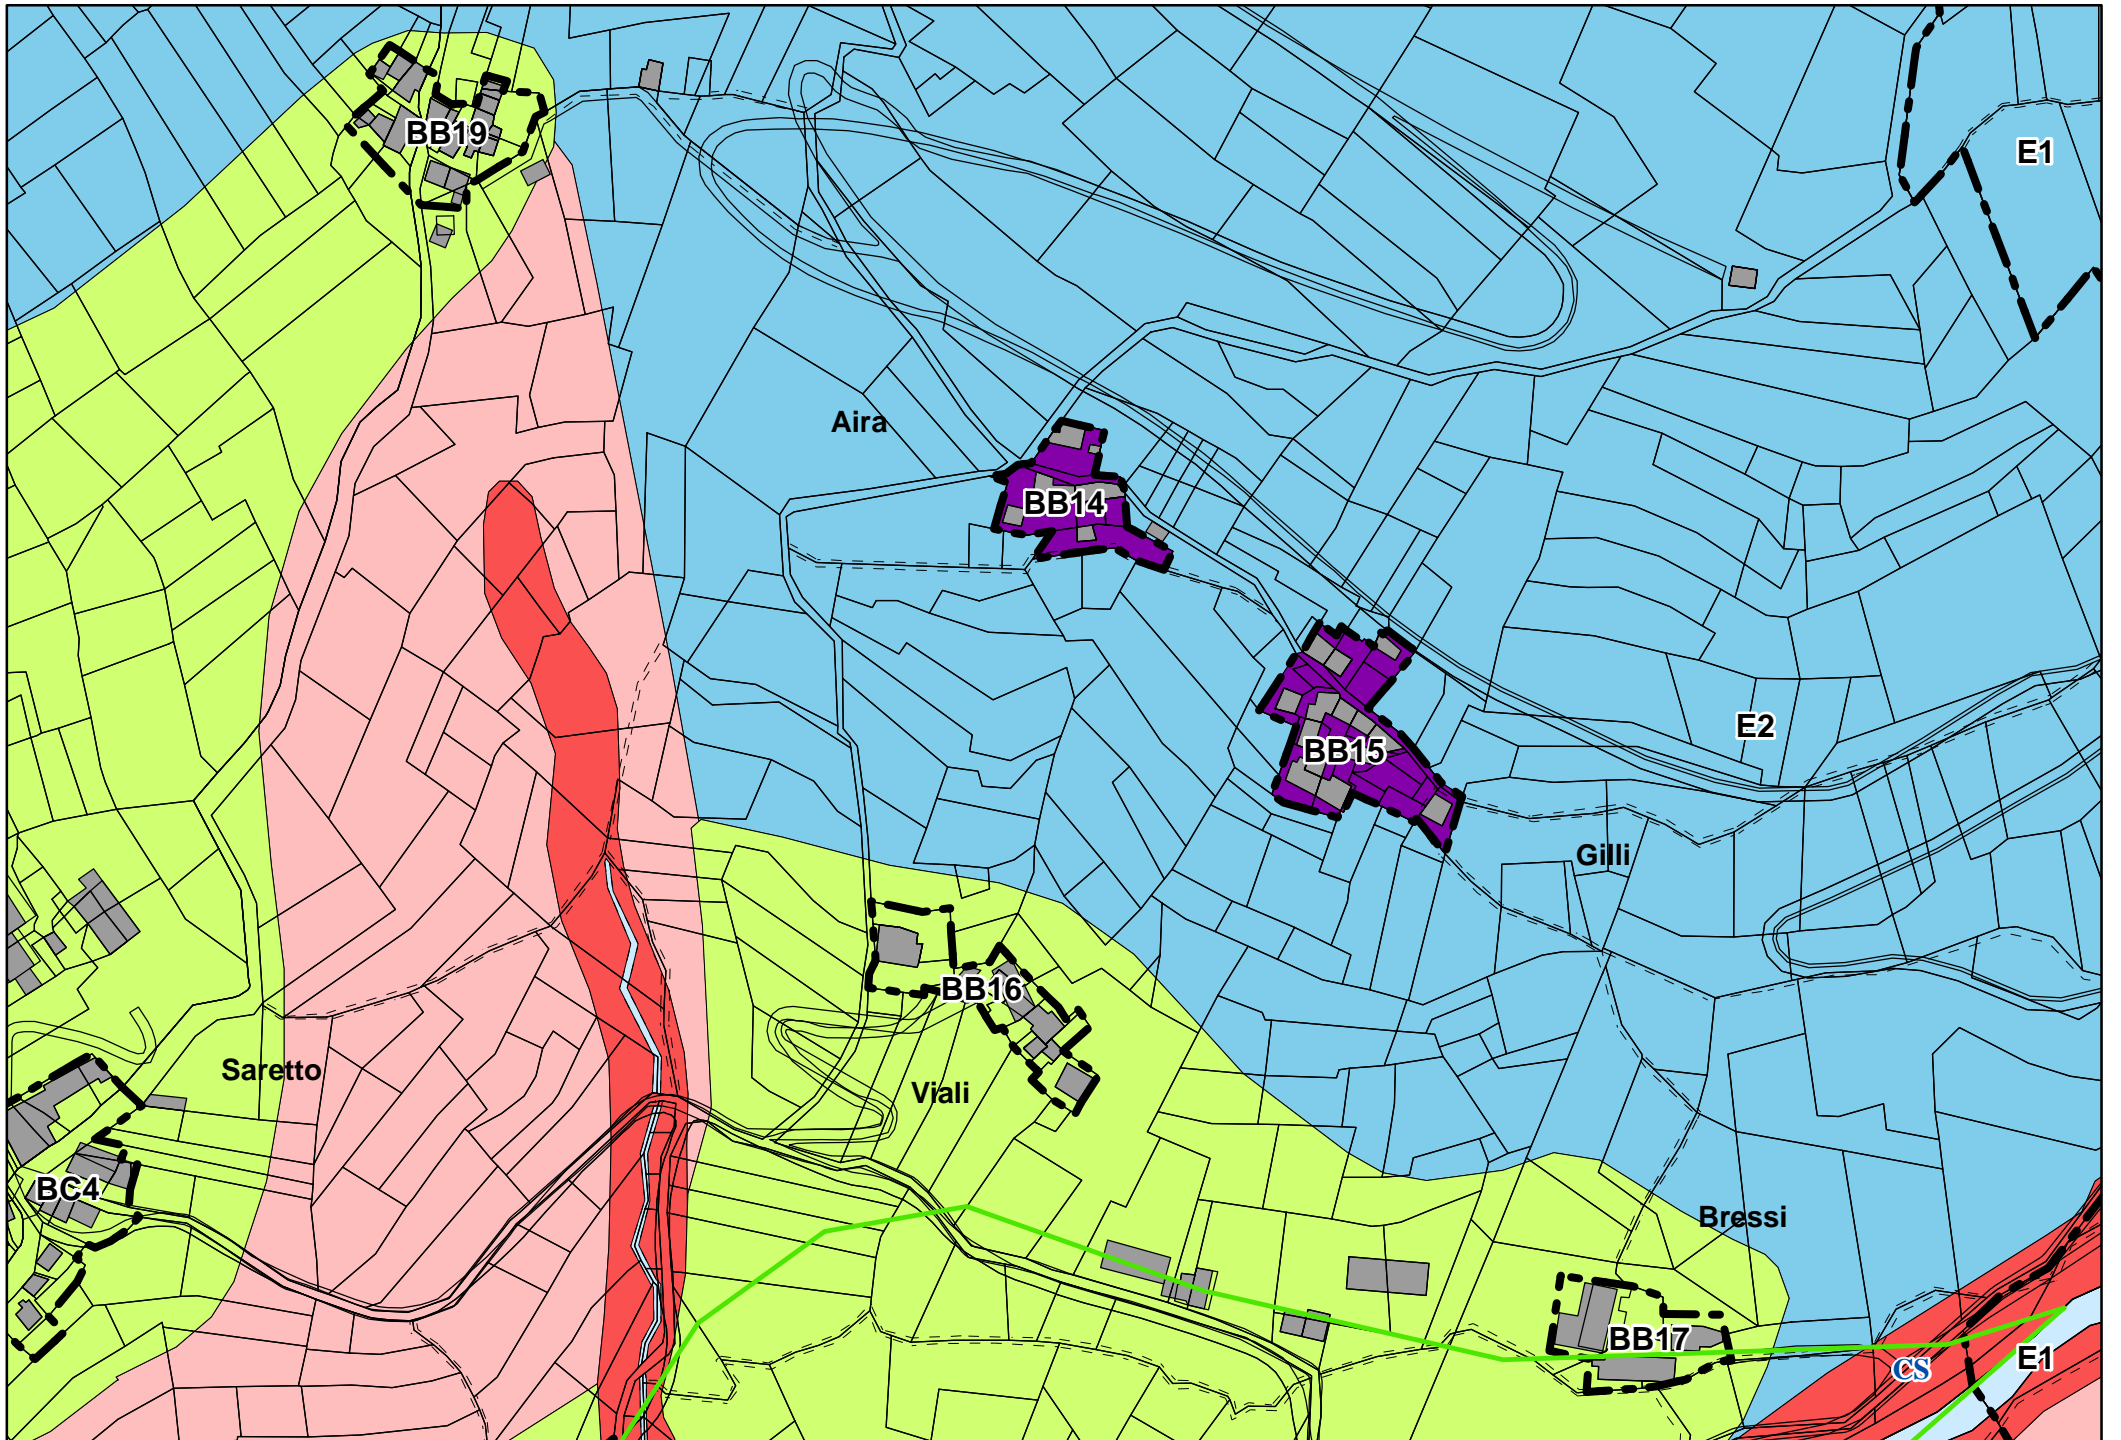 BB19
E1
Aira
BB14
E2
BB15
Gilli
BB16
Saretto
Viali
BC4
Bressi
BB17
E1
CS